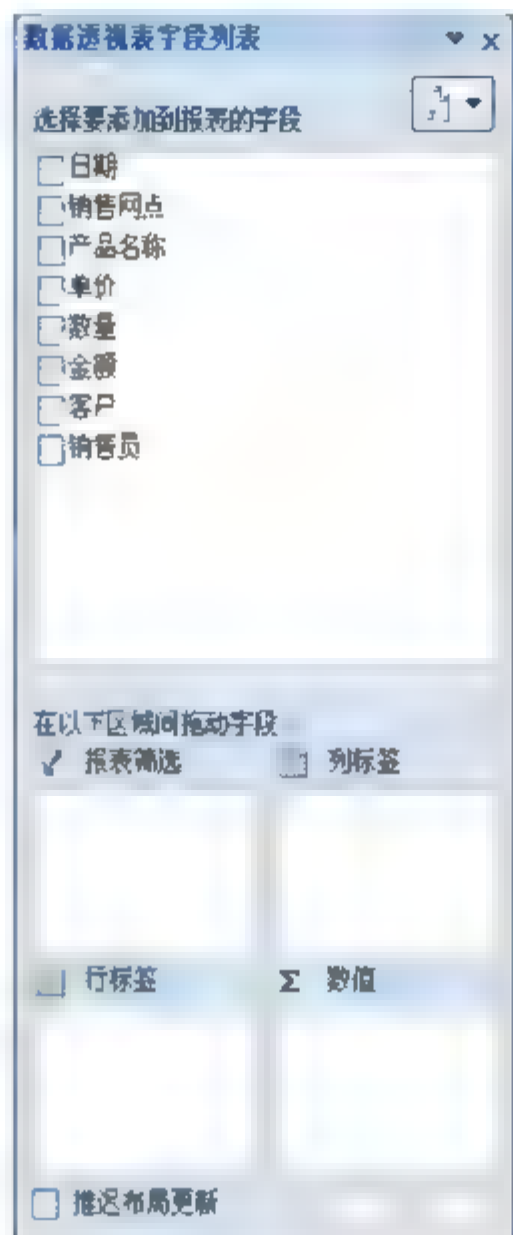 数据透视表字段列表
选择要添加到报表的字段
日期
销售网点
产品名称
单价
数量
金额
客户
销售员
在以下区域间拖动字段
报表筛选
列标签
行标签
Σ 数值
推迟布局更新